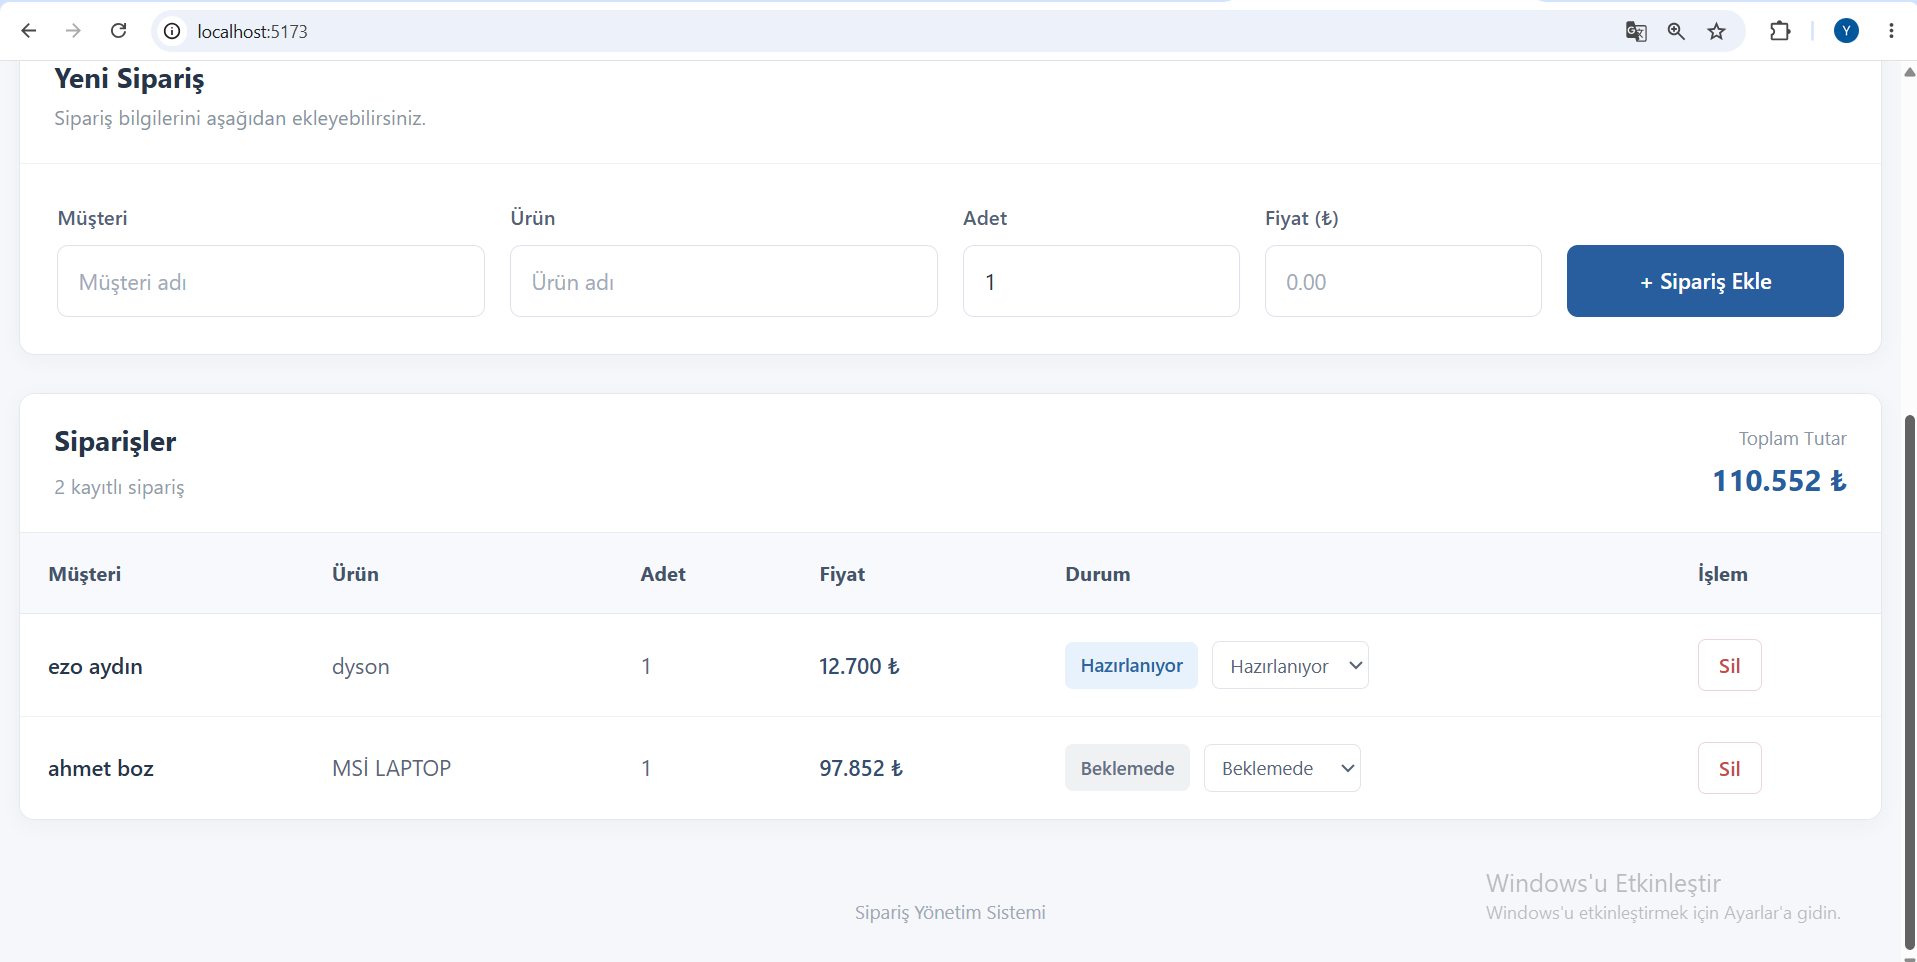 localhost:5173
Y
Yeni Sipariş
Sipariş bilgilerini aşağıdan ekleyebilirsiniz.
Müşteri Ürün Adet Fiyat (₺)
Müşteri adı Ürün adı 1 0.00 + Sipariş Ekle
Siparişler
Toplam Tutar
2 kayıtlı sipariş
110.552 ₺
Müşteri Ürün Adet Fiyat Durum İşlem
ezo aydın dyson 1 12.700 ₺ Hazırlanıyor Hazırlanıyor Sil
ahmet boz MSİ LAPTOP 1 97.852 ₺ Beklemede Beklemede Sil
Windows'u Etkinleştir
Windows'u etkinleştirmek için Ayarlar'a gidin.
Sipariş Yönetim Sistemi